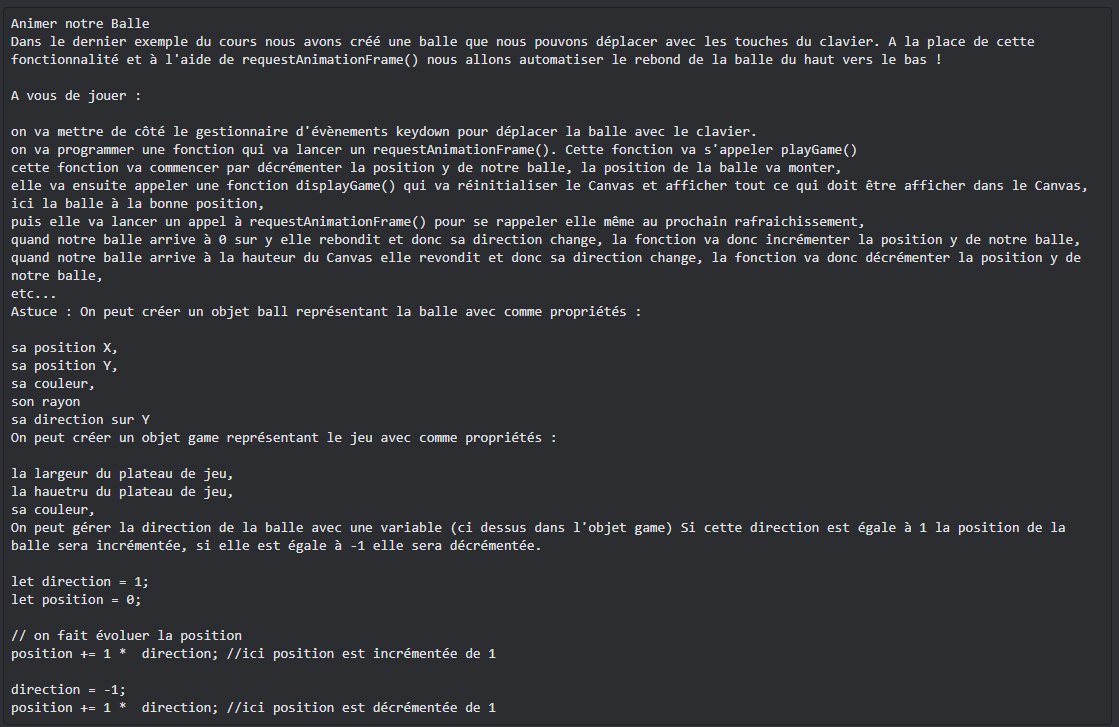 Animer notre Balle
Dans le dernier exemple du cours nous avons créé une balle que nous pouvons déplacer avec les touches du clavier. A la place de cette
fonctionnalité et à l'aide de requestAnimationFrame() nous allons automatiser le rebond de la balle du haut vers le bas !
A vous de jouer :
on va mettre de côté le gestionnaire d'évènements keydown pour déplacer la balle avec le clavier.
on va programmer une fonction qui va lancer un requestAnimationFrame(). Cette fonction va s'appeler playGame()
cette fonction va commencer par décrémenter la position y de notre balle, la position de la balle va monter,
elle va ensuite appeler une fonction displayGame() qui va réinitialiser le Canvas et afficher tout ce qui doit être afficher dans le Canvas,
ici la balle à la bonne position,
puis elle va lancer un appel à requestAnimationFrame() pour se rappeler elle même au prochain rafraichissement,
quand notre balle arrive à 0 sur y elle rebondit et donc sa direction change, la fonction va donc incrémenter la position y de notre balle,
quand notre balle arrive à la hauteur du Canvas elle revondit et donc sa direction change, la fonction va donc décrémenter la position y de
notre balle,
etc...
Astuce : On peut créer un objet ball représentant la balle avec comme propriétés :
sa position X,
sa position Y,
sa couleur,
son rayon
sa direction sur Y
On peut créer un objet game représentant le jeu avec comme propriétés :
la largeur du plateau de jeu,
la hauetru du plateau de jeu,
sa couleur,
On peut gérer la direction de la balle avec une variable (ci dessus dans l'objet game) Si cette direction est égale à 1 la position de la
balle sera incrémentée, si elle est égale à -1 elle sera décrémentée.
let direction = 1;
let position = 0;
// on fait évoluer la position
position += 1 *  direction; //ici position est incrémentée de 1
direction = -1;
position += 1 *  direction; //ici position est décrémentée de 1